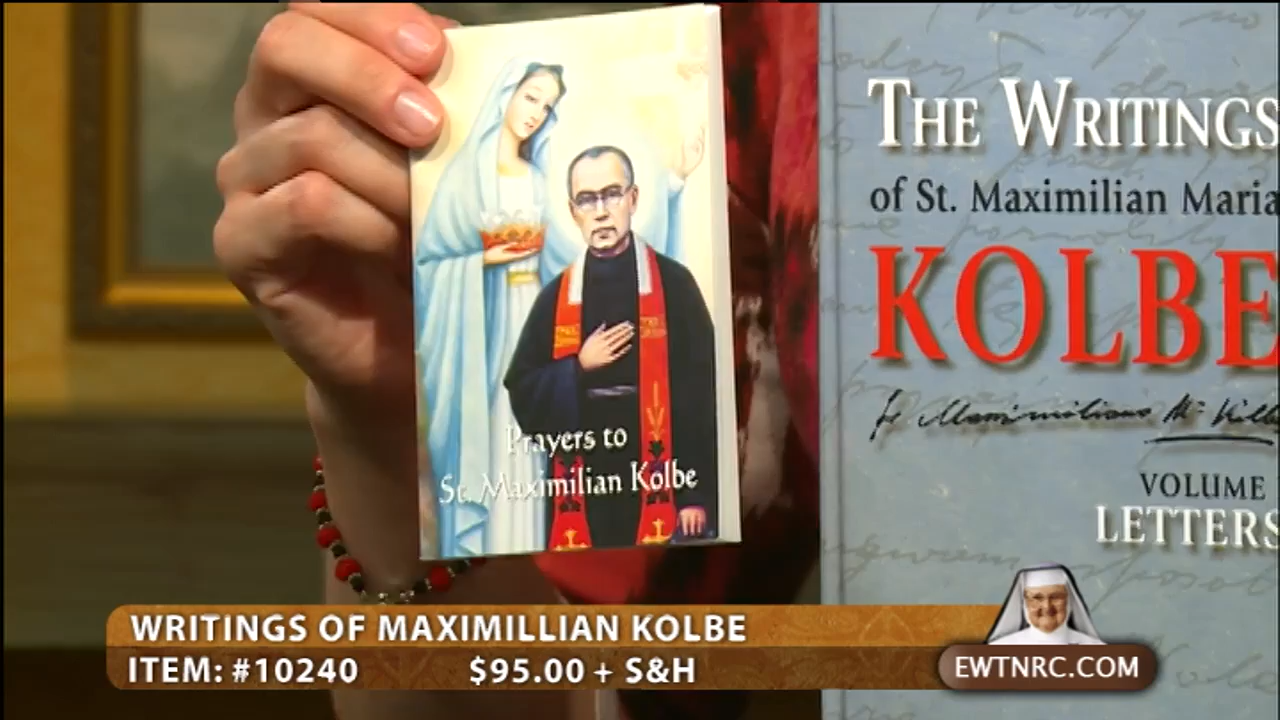 Prayers to
St. Maximilian Kolbe
THE WRITINGS
of St. Maximilian Maria
KOLBE
VOLUME
LETTERS
WRITINGS OF MAXIMILLIAN KOLBE
ITEM: #10240 $95.00 + S&H
EWTNRC.COM